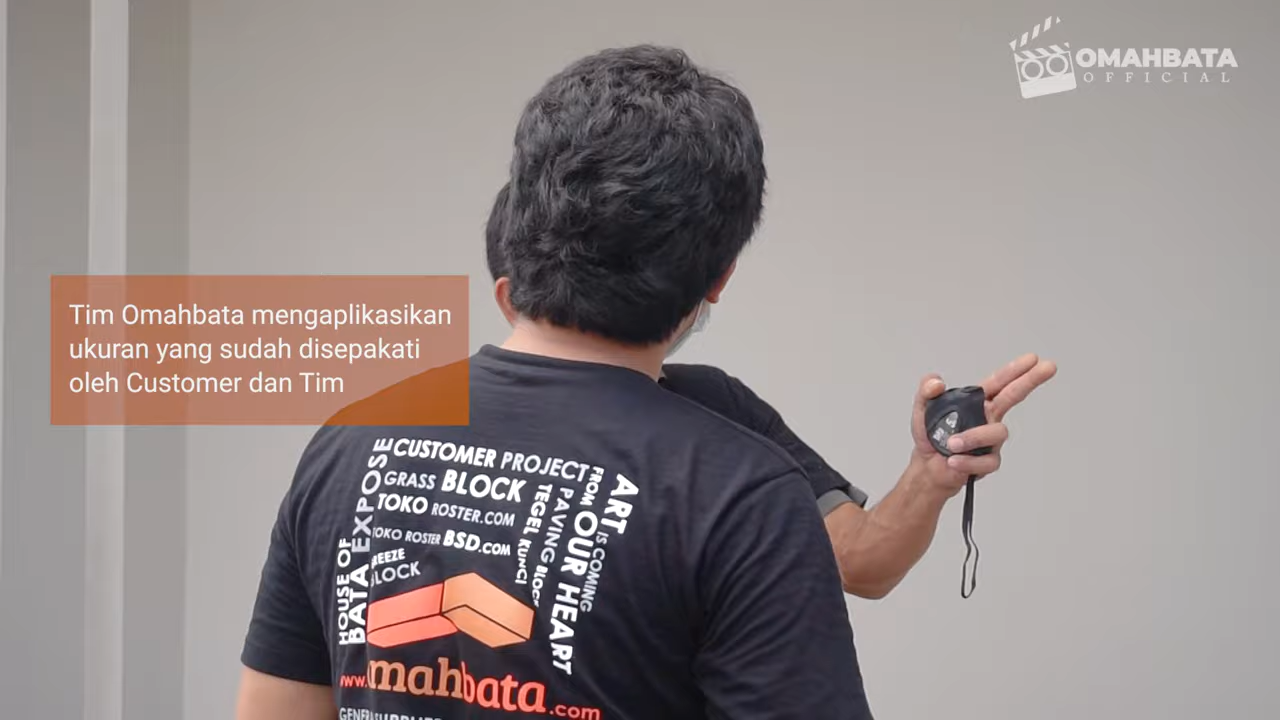 OMAHBATA
OFFICIAL
Tim Omahbata mengaplikasikan
ukuran yang sudah disepakati
oleh Customer dan Tim
CUSTOMER PROJECT
GRASS BLOCK
TOKO ROSTER.COM
TOKO ROSTER BSD.COM
BREEZE
BLOCK
HOUSE OF
BATA EXPOSE
TEGEL KUNCI
PAVING BLOCK
FROM OUR HEART
ART IS COMING
www.omahbata.com